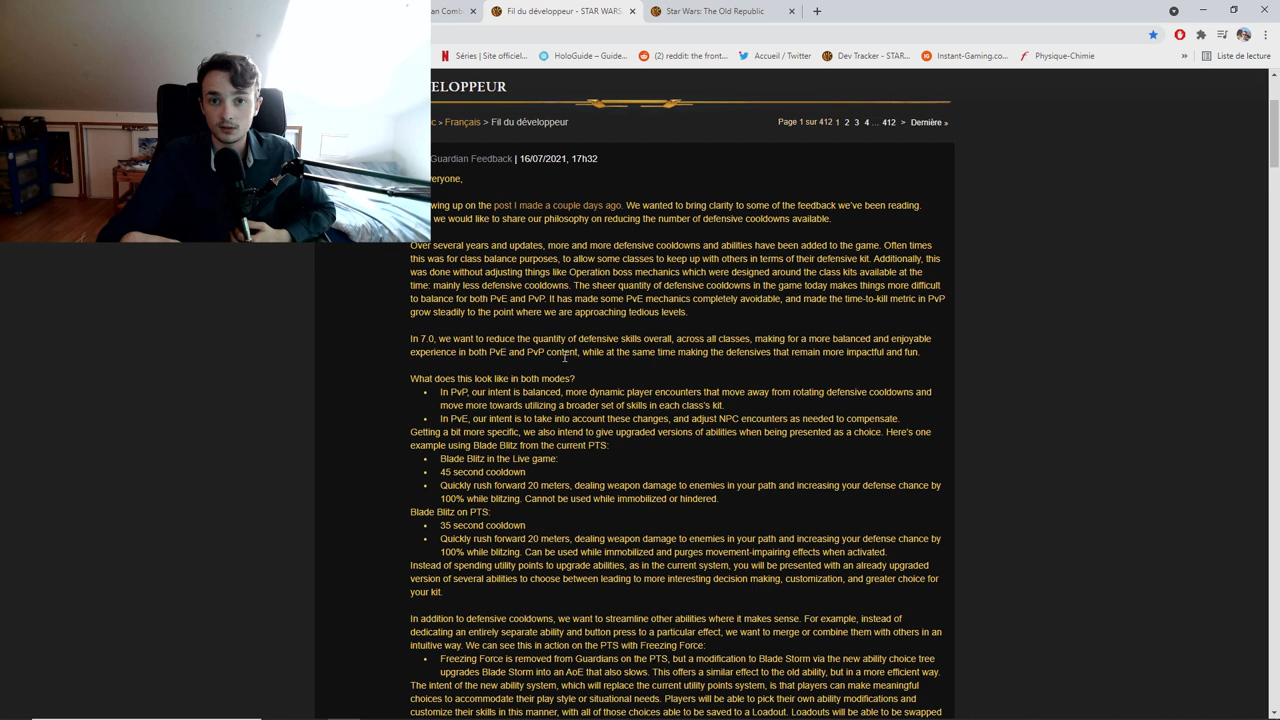 an Comb
Fil du développeur - STAR WARS
Star Wars: The Old Republic
Séries | Site officiel...
HoloGuide – Guide...
(2) reddit: the front...
Accueil / Twitter
Dev Tracker - STAR...
Instant-Gaming.co...
Physique-Chimie
»
Liste de lecture
ELOPPEUR
c > Français > Fil du développeur
Page 1 sur 412 1 2 3 4 ... 412 > Dernière »
Guardian Feedback | 16/07/2021, 17h32
eryone,
wing up on the post I made a couple days ago. We wanted to bring clarity to some of the feedback we've been reading.
we would like to share our philosophy on reducing the number of defensive cooldowns available.
Over several years and updates, more and more defensive cooldowns and abilities have been added to the game. Often times
this was for class balance purposes, to allow some classes to keep up with others in terms of their defensive kit. Additionally, this
was done without adjusting things like Operation boss mechanics which were designed around the class kits available at the
time: mainly less defensive cooldowns. The sheer quantity of defensive cooldowns in the game today makes things more difficult
to balance for both PvE and PvP. It has made some PvE mechanics completely avoidable, and made the time-to-kill metric in PvP
grow steadily to the point where we are approaching tedious levels.
In 7.0, we want to reduce the quantity of defensive skills overall, across all classes, making for a more balanced and enjoyable
experience in both PvE and PvP content, while at the same time making the defensives that remain more impactful and fun.
What does this look like in both modes?
• In PvP, our intent is balanced, more dynamic player encounters that move away from rotating defensive cooldowns and
move more towards utilizing a broader set of skills in each class's kit.
• In PvE, our intent is to take into account these changes, and adjust NPC encounters as needed to compensate.
Getting a bit more specific, we also intend to give upgraded versions of abilities when being presented as a choice. Here's one
example using Blade Blitz from the current PTS:
• Blade Blitz in the Live game:
• 45 second cooldown
• Quickly rush forward 20 meters, dealing weapon damage to enemies in your path and increasing your defense chance by
100% while blitzing. Cannot be used while immobilized or hindered.
Blade Blitz on PTS:
• 35 second cooldown
• Quickly rush forward 20 meters, dealing weapon damage to enemies in your path and increasing your defense chance by
100% while blitzing. Can be used while immobilized and purges movement-impairing effects when activated.
Instead of spending utility points to upgrade abilities, as in the current system, you will be presented with an already upgraded
version of several abilities to choose between leading to more interesting decision making, customization, and greater choice for
your kit.
In addition to defensive cooldowns, we want to streamline other abilities where it makes sense. For example, instead of
dedicating an entirely separate ability and button press to a particular effect, we want to merge or combine them with others in an
intuitive way. We can see this in action on the PTS with Freezing Force:
• Freezing Force is removed from Guardians on the PTS, but a modification to Blade Storm via the new ability choice tree
upgrades Blade Storm into an AoE that also slows. This offers a similar effect to the old ability, but in a more efficient way.
The intent of the new ability system, which will replace the current utility points system, is that players can make meaningful
choices to accommodate their play style or situational needs. Players will be able to pick their own ability modifications and
customize their skills in this manner, with all of those choices able to be saved to a Loadout. Loadouts will be able to be swapped